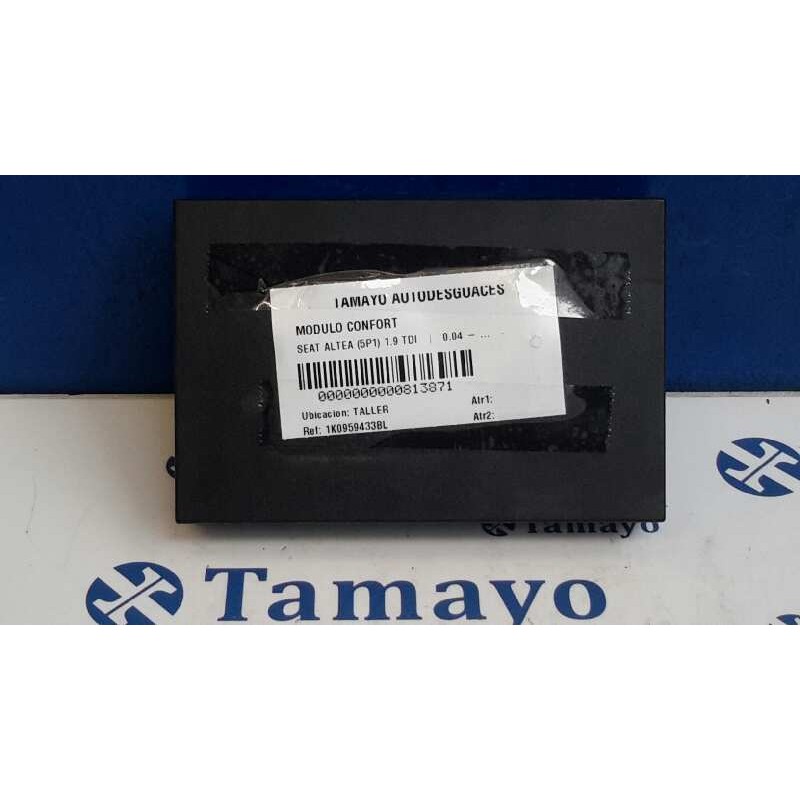 TAMAYO AUTODESGUACES
MODULO CONFORT
SEAT ALTEA (5P1) 1.9 TDI | 0.04 - ...
0000000000813871
Atr1:
Ubicacion: TALLER
Atr2:
Ref: 1K0959433BL
Tamayo
Tamayo